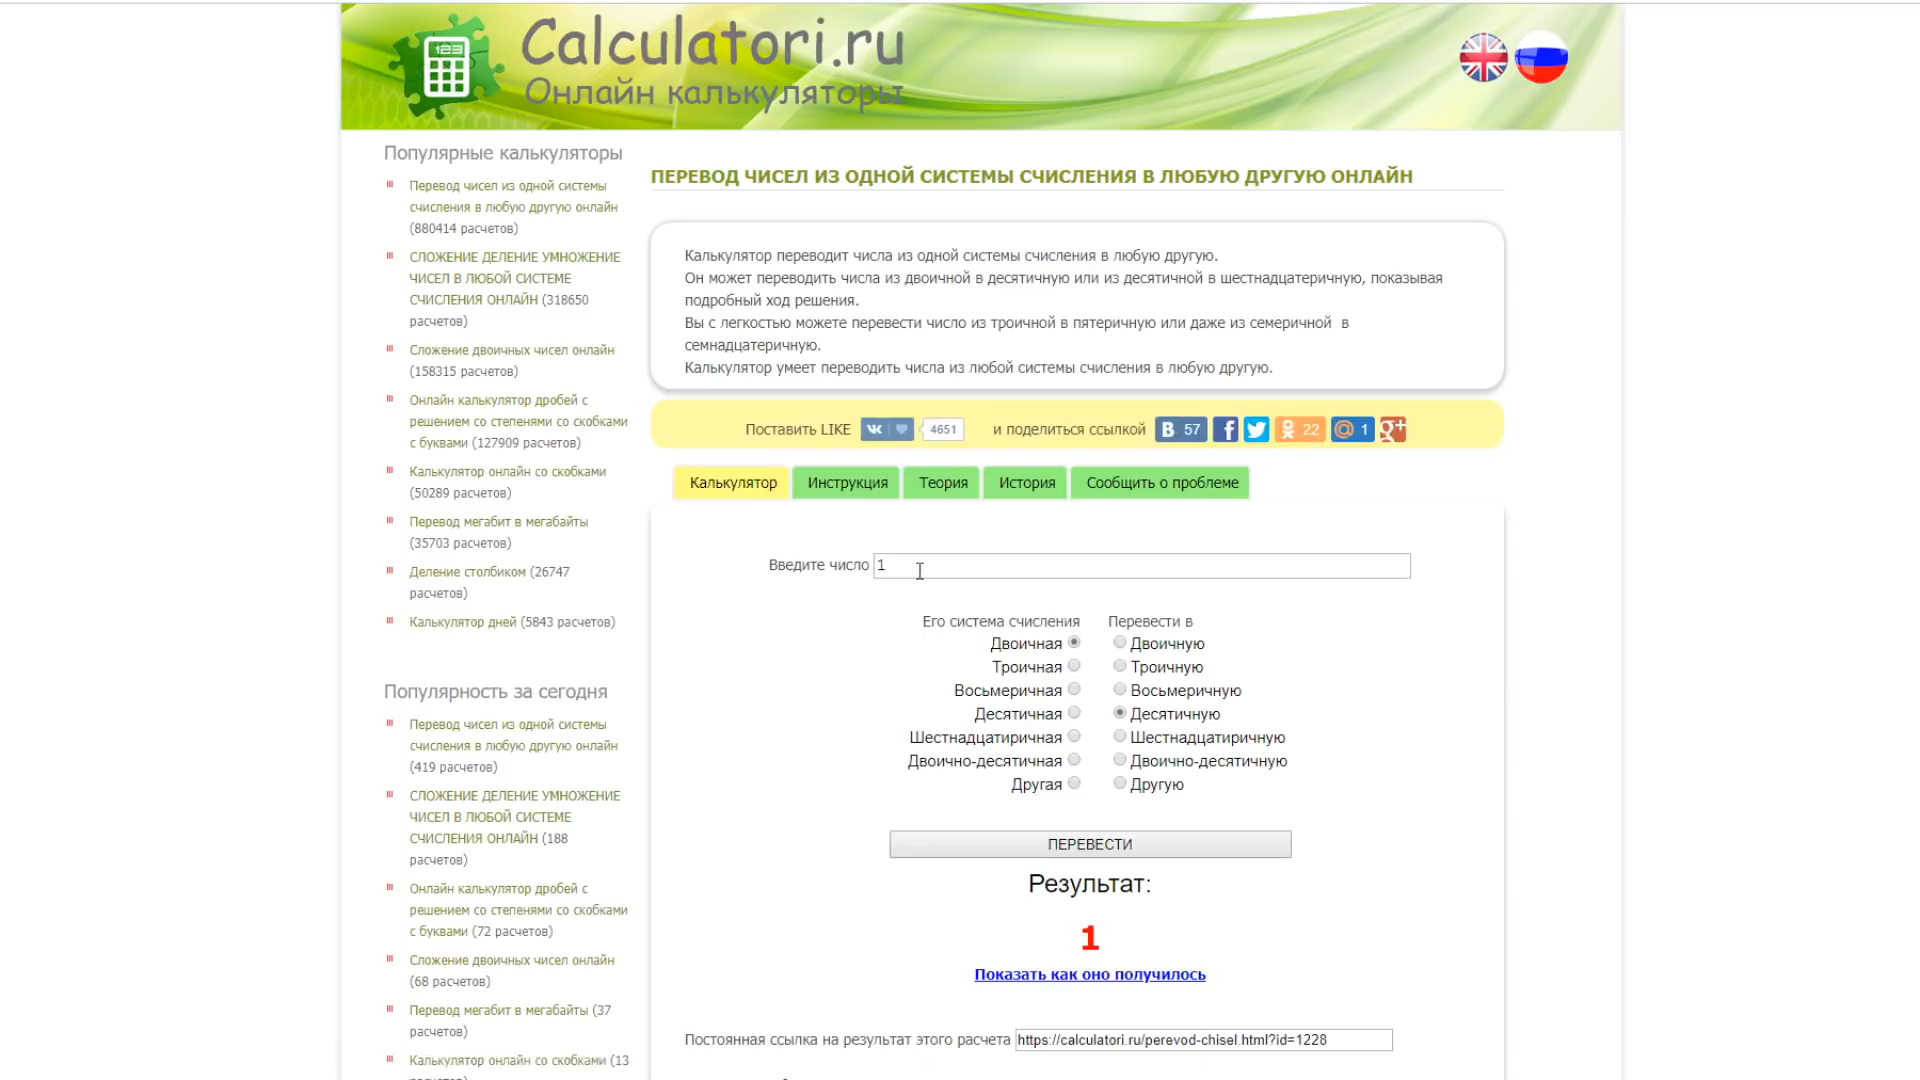 123
Calculatori.ru
Онлайн калькуляторы
Популярные калькуляторы
Перевод чисел из одной системы
счисления в любую другую онлайн
(880414 расчетов)
СЛОЖЕНИЕ ДЕЛЕНИЕ УМНОЖЕНИЕ
ЧИСЕЛ В ЛЮБОЙ СИСТЕМЕ
СЧИСЛЕНИЯ ОНЛАЙН (318650
расчетов)
Сложение двоичных чисел онлайн
(158315 расчетов)
Онлайн калькулятор дробей с
решением со степенями со скобками
с буквами (127909 расчетов)
Калькулятор онлайн со скобками
(50289 расчетов)
Перевод мегабит в мегабайты
(35703 расчетов)
Деление столбиком (26747
расчетов)
Калькулятор дней (5843 расчетов)
Популярность за сегодня
Перевод чисел из одной системы
счисления в любую другую онлайн
(419 расчетов)
СЛОЖЕНИЕ ДЕЛЕНИЕ УМНОЖЕНИЕ
ЧИСЕЛ В ЛЮБОЙ СИСТЕМЕ
СЧИСЛЕНИЯ ОНЛАЙН (188
расчетов)
Онлайн калькулятор дробей с
решением со степенями со скобками
с буквами (72 расчетов)
Сложение двоичных чисел онлайн
(68 расчетов)
Перевод мегабит в мегабайты (37
расчетов)
Калькулятор онлайн со скобками (13
ПЕРЕВОД ЧИСЕЛ ИЗ ОДНОЙ СИСТЕМЫ СЧИСЛЕНИЯ В ЛЮБУЮ ДРУГУЮ ОНЛАЙН
Калькулятор переводит числа из одной системы счисления в любую другую.
Он может переводить числа из двоичной в десятичную или из десятичной в шестнадцатеричную, показывая
подробный ход решения.
Вы с легкостью можете перевести число из троичной в пятеричную или даже из семеричной в
семнадцатеричную.
Калькулятор умеет переводить числа из любой системы счисления в любую другую.
Поставить LIKE 4651 и поделиться ссылкой B 57 f 22 @ 1 g+
Калькулятор Инструкция Теория История Сообщить о проблеме
Введите число 1
Его система счисления Перевести в
Двоичная Двоичную
Троичная Троичную
Восьмеричная Восьмеричную
Десятичная Десятичную
Шестнадцатиричная Шестнадцатиричную
Двоично-десятичная Двоично-десятичную
Другая Другую
ПЕРЕВЕСТИ
Результат:
1
Показать как оно получилось
Постоянная ссылка на результат этого расчета https://calculatori.ru/perevod-chisel.html?id=1228